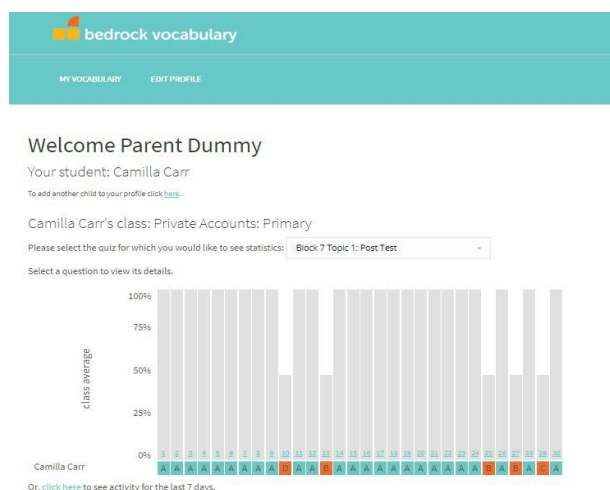 bedrock vocabulary
MY VOCABULARY EDIT PROFILE
Welcome Parent Dummy
Your student: Camilla Carr
To add another child to your profile click here.
Camilla Carr's class: Private Accounts: Primary
Please select the quiz for which you would like to see statistics: Block 7 Topic 1: Post Test
Select a question to view its details.
100%
75%
50%
25%
0%
class average
1 2 3 4 5 6 7 8 9 10 11 12 13 14 15 16 17 18 19 20 21 22 23 24 25 26 27 28 29 30
Camilla Carr A A A A A A A A A D A A B A A A A A A A A A A A B A B A C A
Or, click here to see activity for the last 7 days.